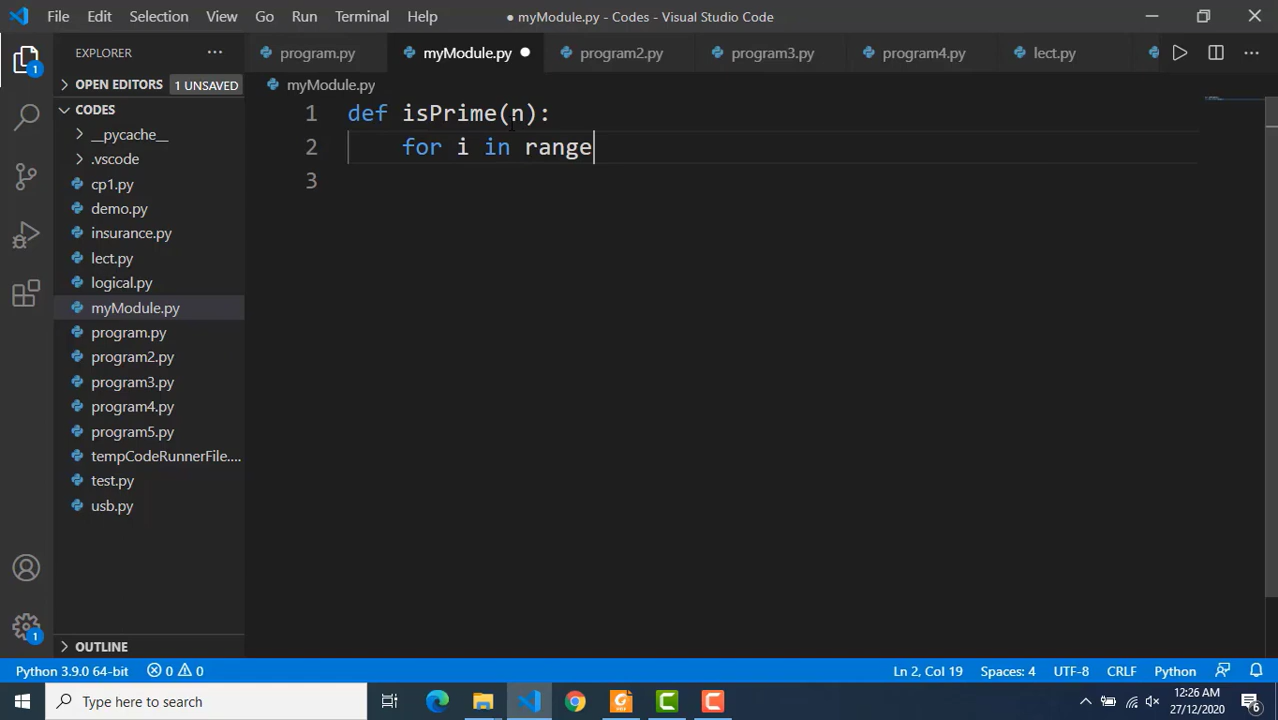 File Edit Selection View Go Run Terminal Help
● myModule.py - Codes - Visual Studio Code
EXPLORER
program.py myModule.py program2.py program3.py program4.py lect.py
OPEN EDITORS 1 UNSAVED
myModule.py
CODES
__pycache__
.vscode
cp1.py
demo.py
insurance.py
lect.py
logical.py
myModule.py
program.py
program2.py
program3.py
program4.py
program5.py
tempCodeRunnerFile....
test.py
usb.py
OUTLINE
1 def isPrime(n):
2 for i in range
3
1
1
Python 3.9.0 64-bit 0 0 Ln 2, Col 19 Spaces: 4 UTF-8 CRLF Python
Type here to search
12:26 AM
27/12/2020
6